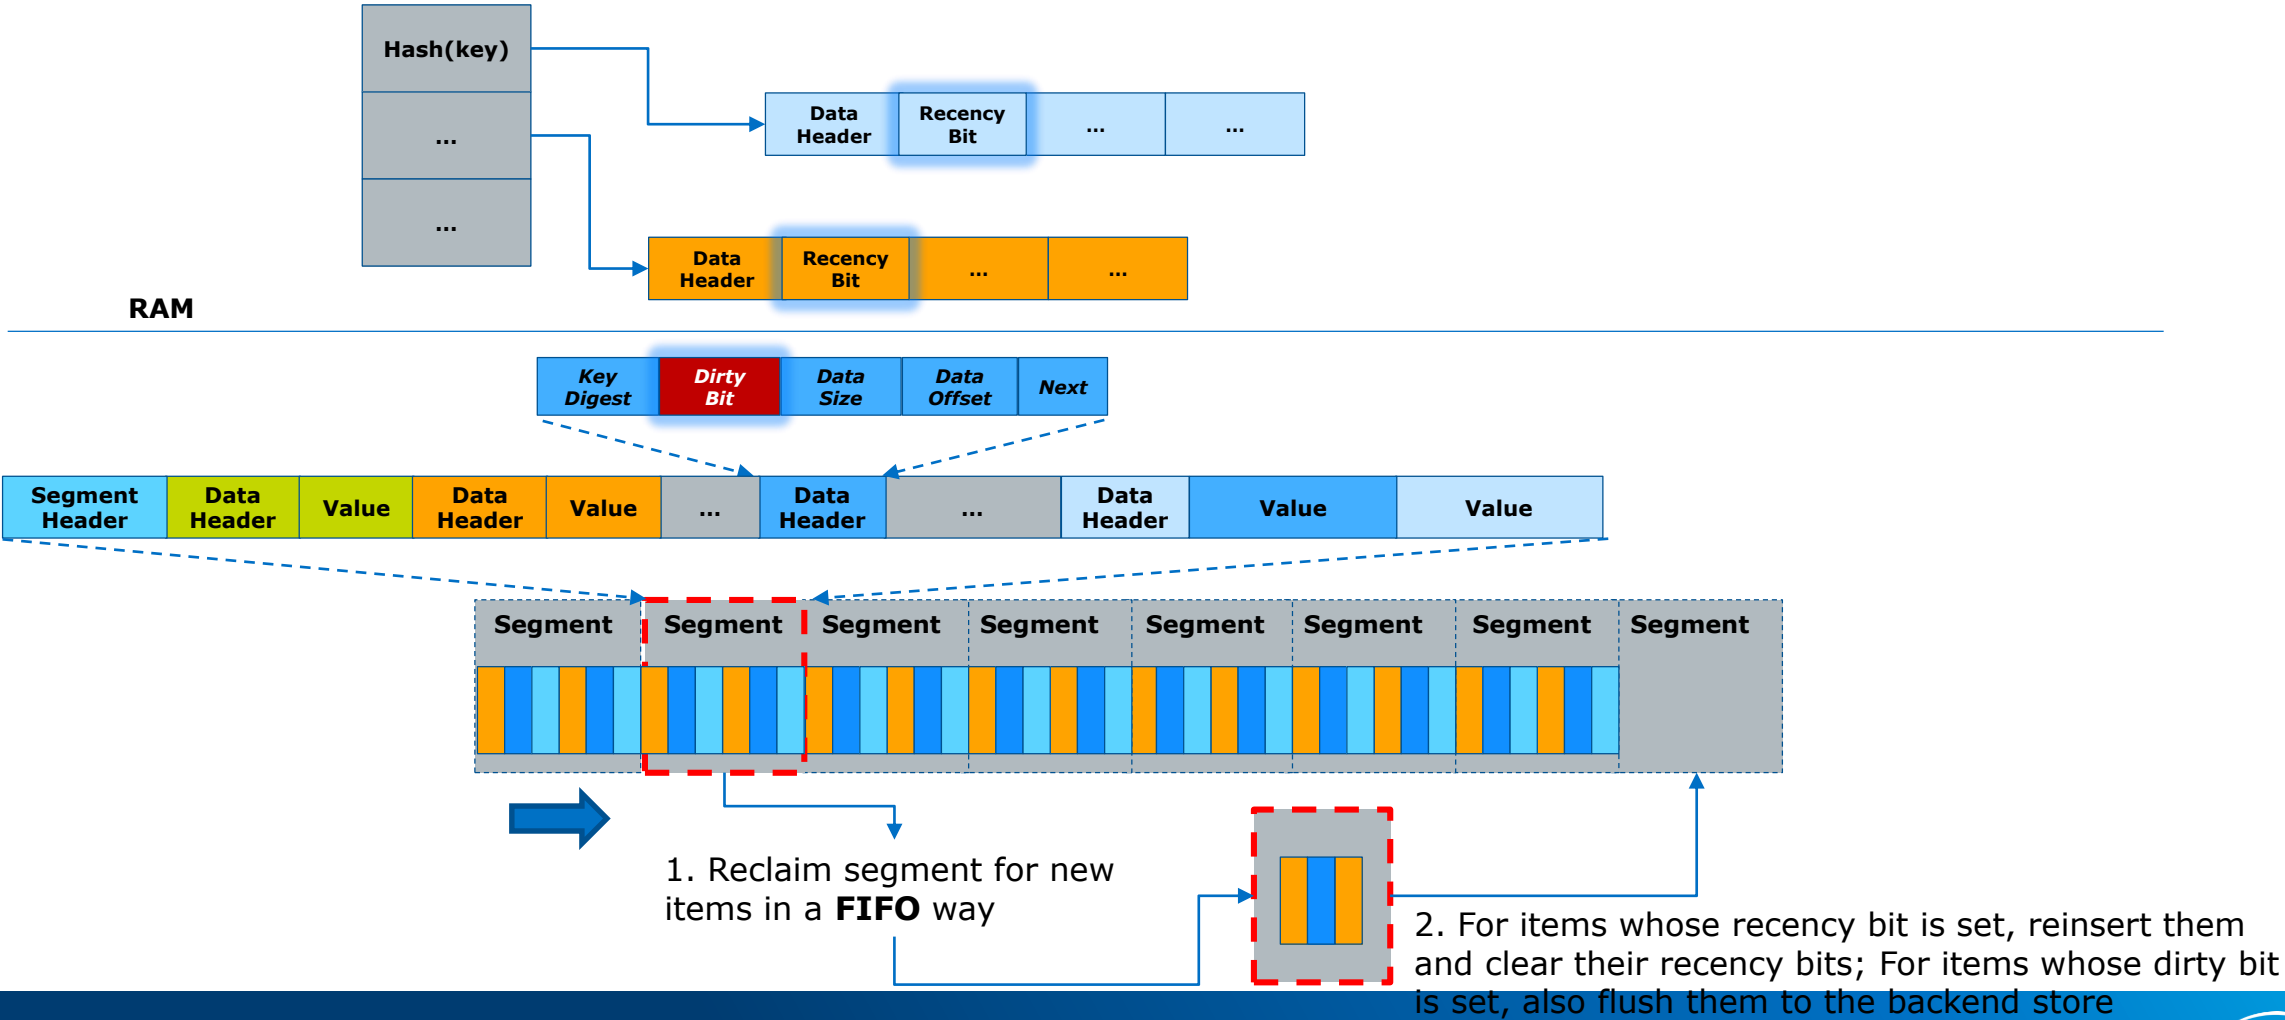 Hash(key)
...
...
Data
Header
Recency
Bit
...
...
Data
Header
Recency
Bit
...
...
RAM
Key
Digest
Dirty
Bit
Data
Size
Data
Offset
Next
Segment
Header
Data
Header
Value
Data
Header
Value
...
Data
Header
...
Data
Header
Value
Value
Segment
Segment
Segment
Segment
Segment
Segment
Segment
Segment
1. Reclaim segment for new
items in a FIFO way
2. For items whose recency bit is set, reinsert them
and clear their recency bits; For items whose dirty bit
is set, also flush them to the backend store